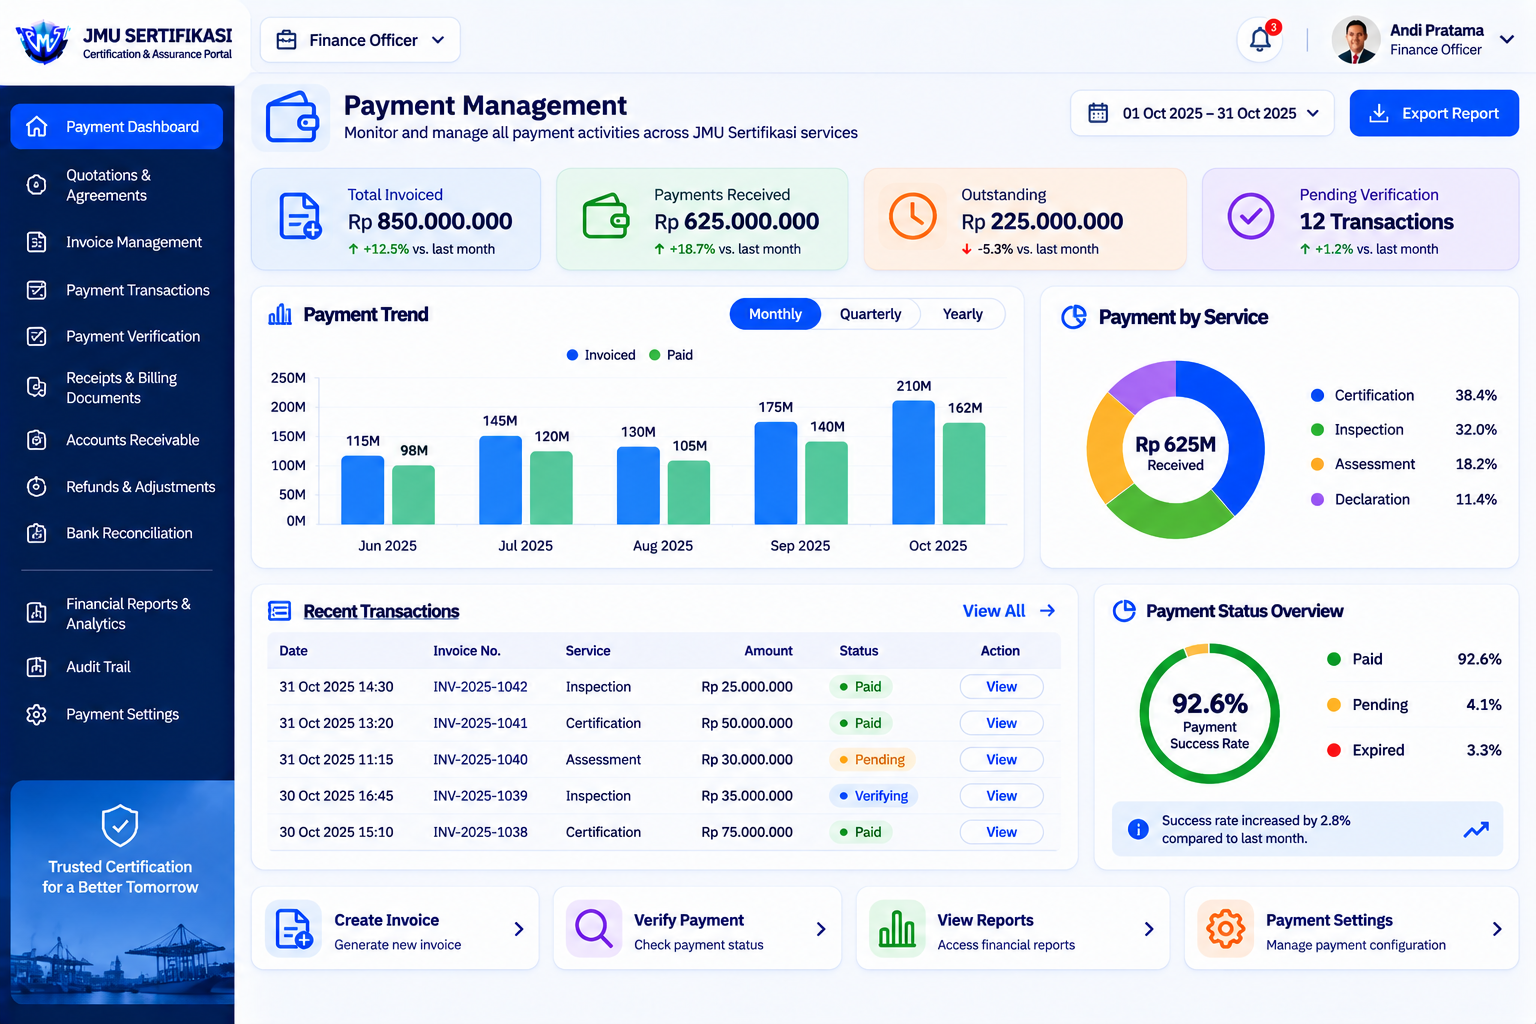 JMU SERTIFIKASI
Certification & Assurance Portal
Finance Officer
3
Andi Pratama
Finance Officer
Payment Dashboard
Quotations &
Agreements
Invoice Management
Payment Transactions
Payment Verification
Receipts & Billing
Documents
Accounts Receivable
Refunds & Adjustments
Bank Reconciliation
Financial Reports &
Analytics
Audit Trail
Payment Settings
Trusted Certification
for a Better Tomorrow
Payment Management
Monitor and manage all payment activities across JMU Sertifikasi services
01 Oct 2025 – 31 Oct 2025
Export Report
Total Invoiced
Rp 850.000.000
↑ +12.5% vs. last month
Payments Received
Rp 625.000.000
↑ +18.7% vs. last month
Outstanding
Rp 225.000.000
↓ -5.3% vs. last month
Pending Verification
12 Transactions
↑ +1.2% vs. last month
Payment Trend
Monthly Quarterly Yearly
Invoiced Paid
250M
200M
150M
100M
50M
0M
115M 98M
145M 120M
130M 105M
175M 140M
210M 162M
Jun 2025 Jul 2025 Aug 2025 Sep 2025 Oct 2025
Payment by Service
Rp 625M
Received
Certification 38.4%
Inspection 32.0%
Assessment 18.2%
Declaration 11.4%
Recent Transactions
View All →
Date Invoice No. Service Amount Status Action
31 Oct 2025 14:30 INV-2025-1042 Inspection Rp 25.000.000 Paid View
31 Oct 2025 13:20 INV-2025-1041 Certification Rp 50.000.000 Paid View
31 Oct 2025 11:15 INV-2025-1040 Assessment Rp 30.000.000 Pending View
30 Oct 2025 16:45 INV-2025-1039 Inspection Rp 35.000.000 Verifying View
30 Oct 2025 15:10 INV-2025-1038 Certification Rp 75.000.000 Paid View
Payment Status Overview
92.6%
Payment
Success Rate
Paid 92.6%
Pending 4.1%
Expired 3.3%
Success rate increased by 2.8%
compared to last month.
Create Invoice
Generate new invoice
Verify Payment
Check payment status
View Reports
Access financial reports
Payment Settings
Manage payment configuration